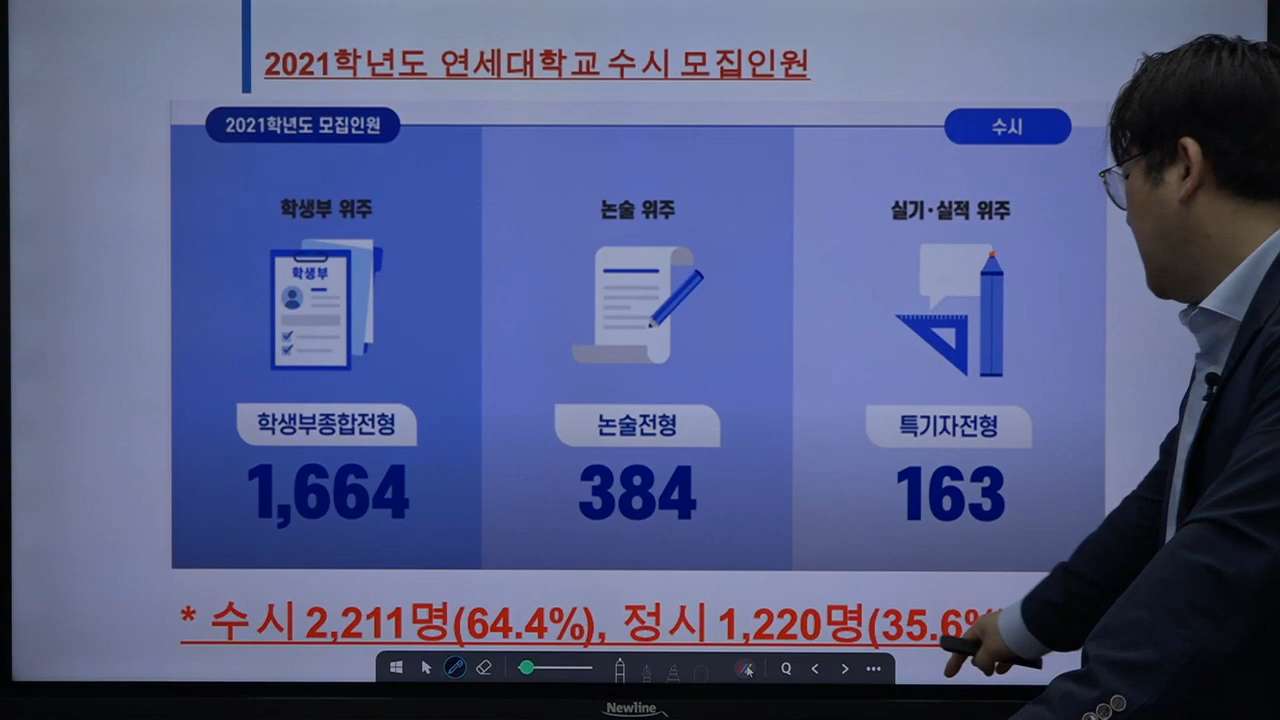 2021학년도 연세대학교 수시 모집인원
2021학년도 모집인원
수시
학생부 위주
논술 위주
실기·실적 위주
학생부
학생부종합전형
논술전형
특기자전형
1,664
384
163
* 수시 2,211명(64.4%), 정시 1,220명(35.6%
Newline